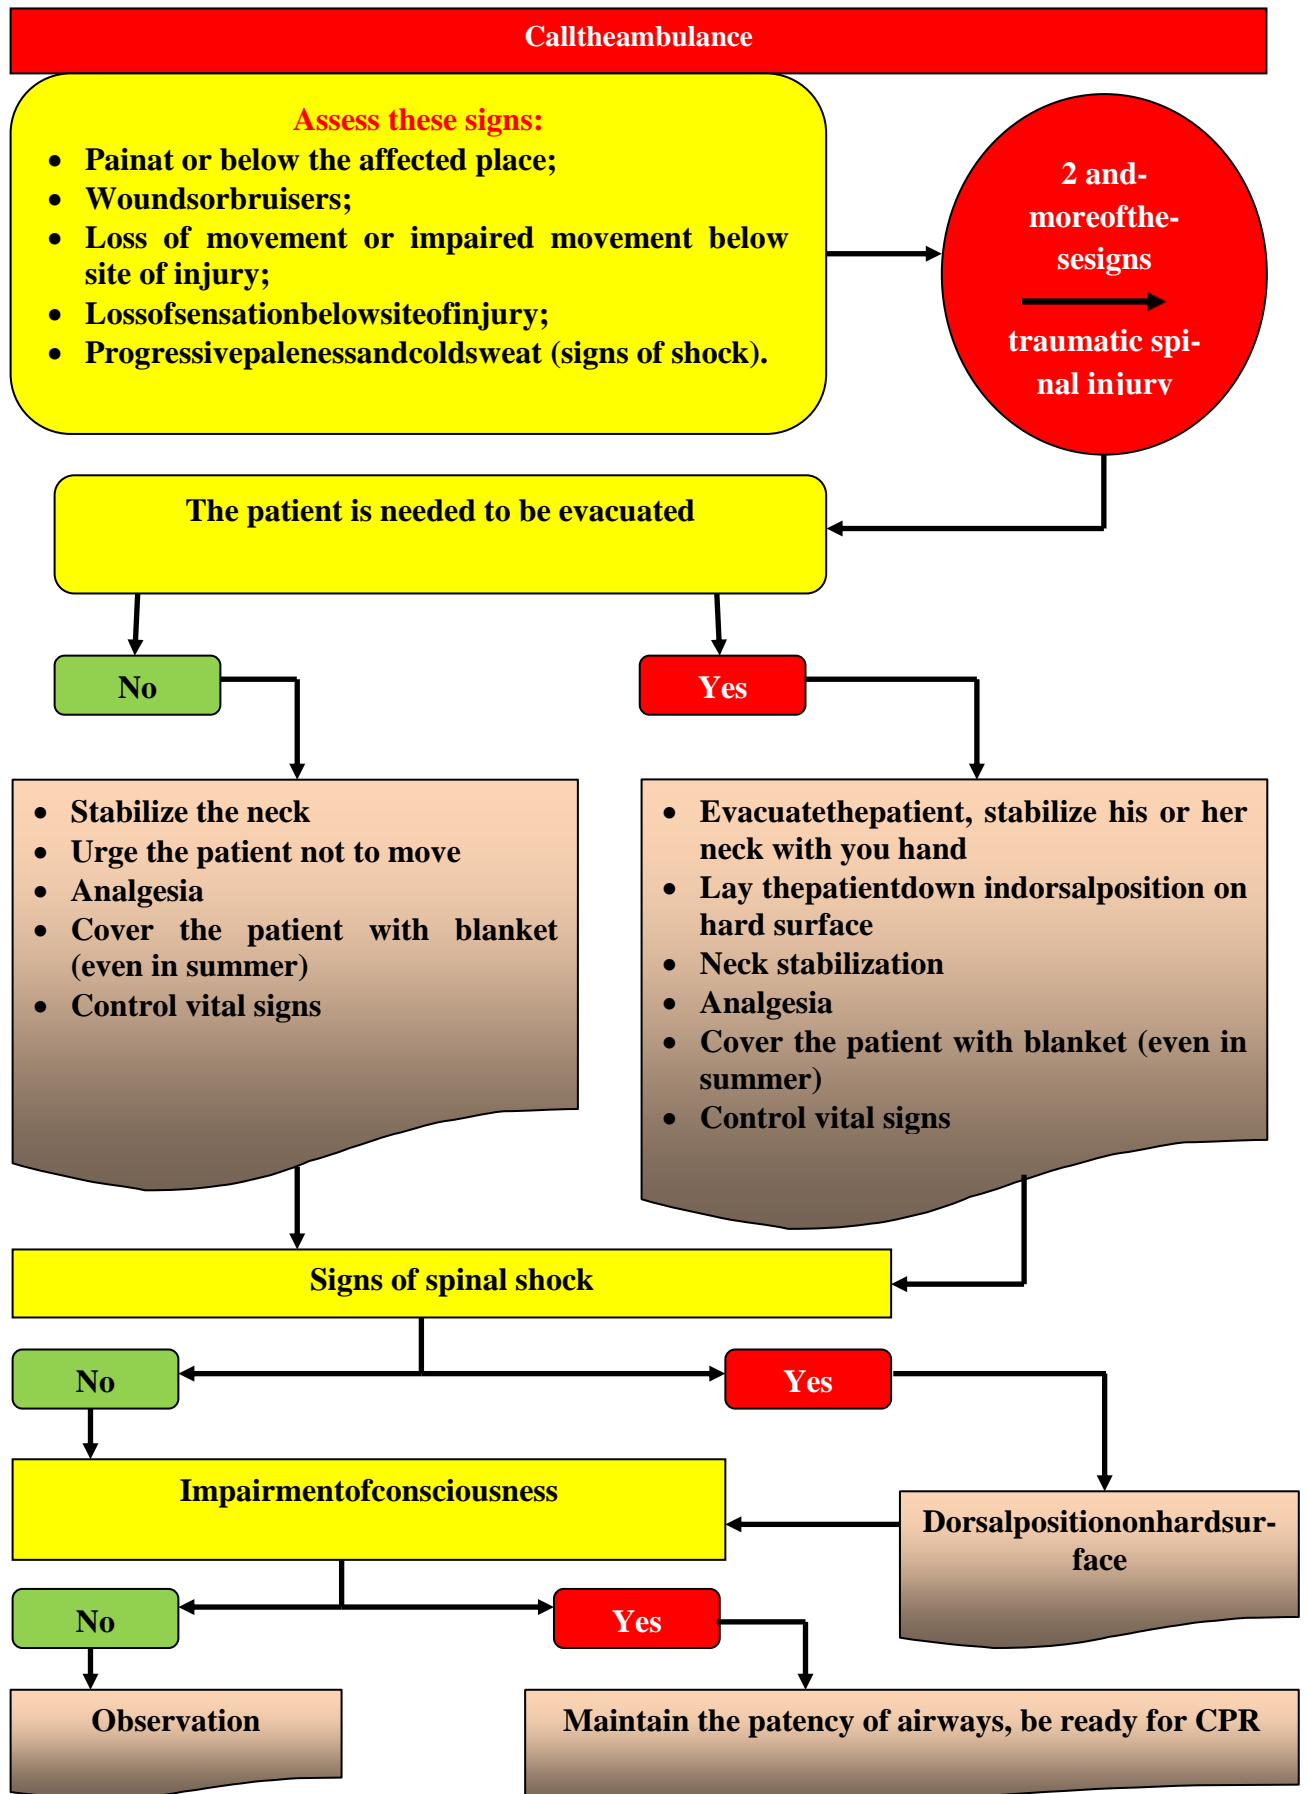 Calltheambulance
Assess these signs:
• Painat or below the affected place;
• Woundsorbruisers;
• Loss of movement or impaired movement below
site of injury;
• Lossofsensationbelowsiteofinjury;
• Progressivepalenessandcoldsweat (signs of shock).
2 and-
moreofthe-
sesigns
traumatic spi-
nal injury
The patient is needed to be evacuated
No
Yes
• Stabilize the neck
• Urge the patient not to move
• Analgesia
• Cover the patient with blanket
(even in summer)
• Control vital signs
• Evacuatethepatient, stabilize his or her
neck with you hand
• Lay thepatientdown indorsalposition on
hard surface
• Neck stabilization
• Analgesia
• Cover the patient with blanket (even in
summer)
• Control vital signs
Signs of spinal shock
No
Yes
Impairmentofconsciousness
Dorsalpositiononhardsur-
face
No
Yes
Observation
Maintain the patency of airways, be ready for CPR